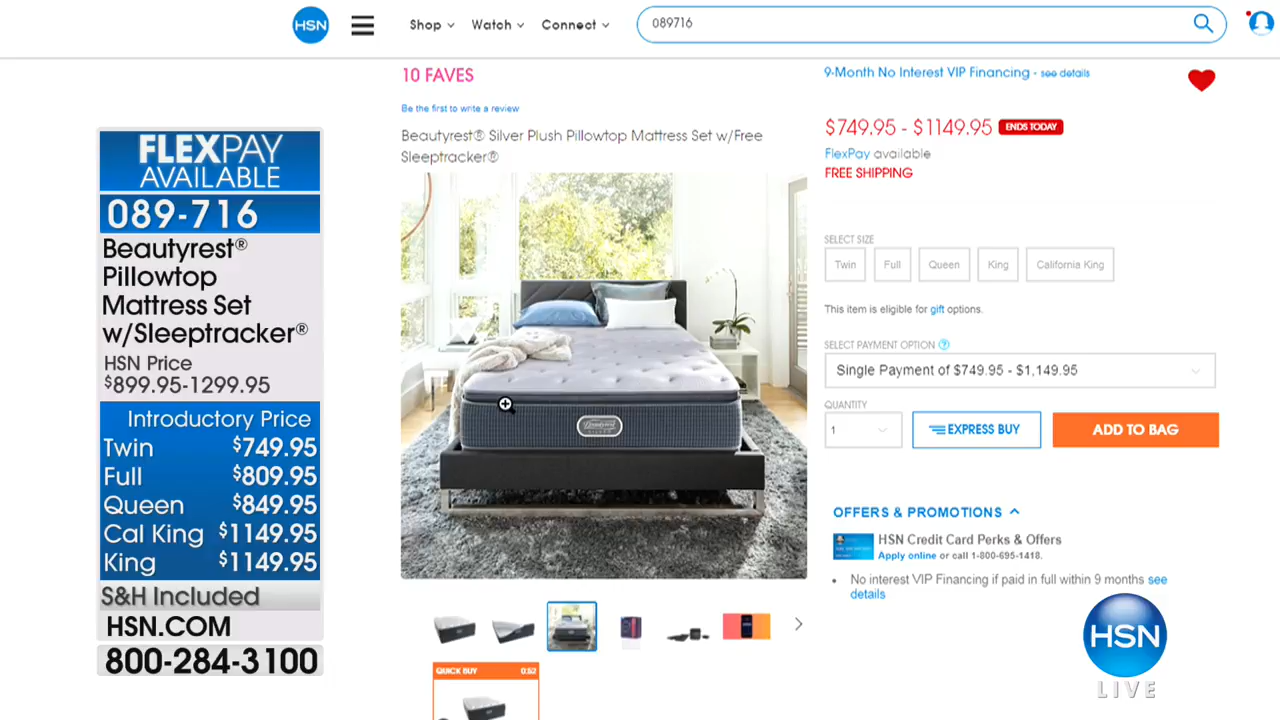 HSN
Shop
Watch
Connect
089716
FLEXPAY
AVAILABLE
089-716
Beautyrest®
Pillowtop
Mattress Set
w/Sleeptracker®
HSN Price
$899.95-1299.95
Introductory Price
Twin $749.95
Full $809.95
Queen $849.95
Cal King $1149.95
King $1149.95
S&H Included
HSN.COM
800-284-3100
10 FAVES
Be the first to write a review
Beautyrest® Silver Plush Pillowtop Mattress Set w/Free
Sleeptracker®
Beautyrest
SILVER
QUICK BUY 0:52
9-Month No Interest VIP Financing - see details
$749.95 - $1149.95 ENDS TODAY
FlexPay available
FREE SHIPPING
SELECT SIZE
Twin Full Queen King California King
This item is eligible for gift options.
SELECT PAYMENT OPTION ?
Single Payment of $749.95 - $1,149.95
QUANTITY
1
EXPRESS BUY
ADD TO BAG
OFFERS & PROMOTIONS
HSN Credit Card Perks & Offers
Apply online or call 1-800-695-1418.
No interest VIP Financing if paid in full within 9 months see
details
HSN
LIVE